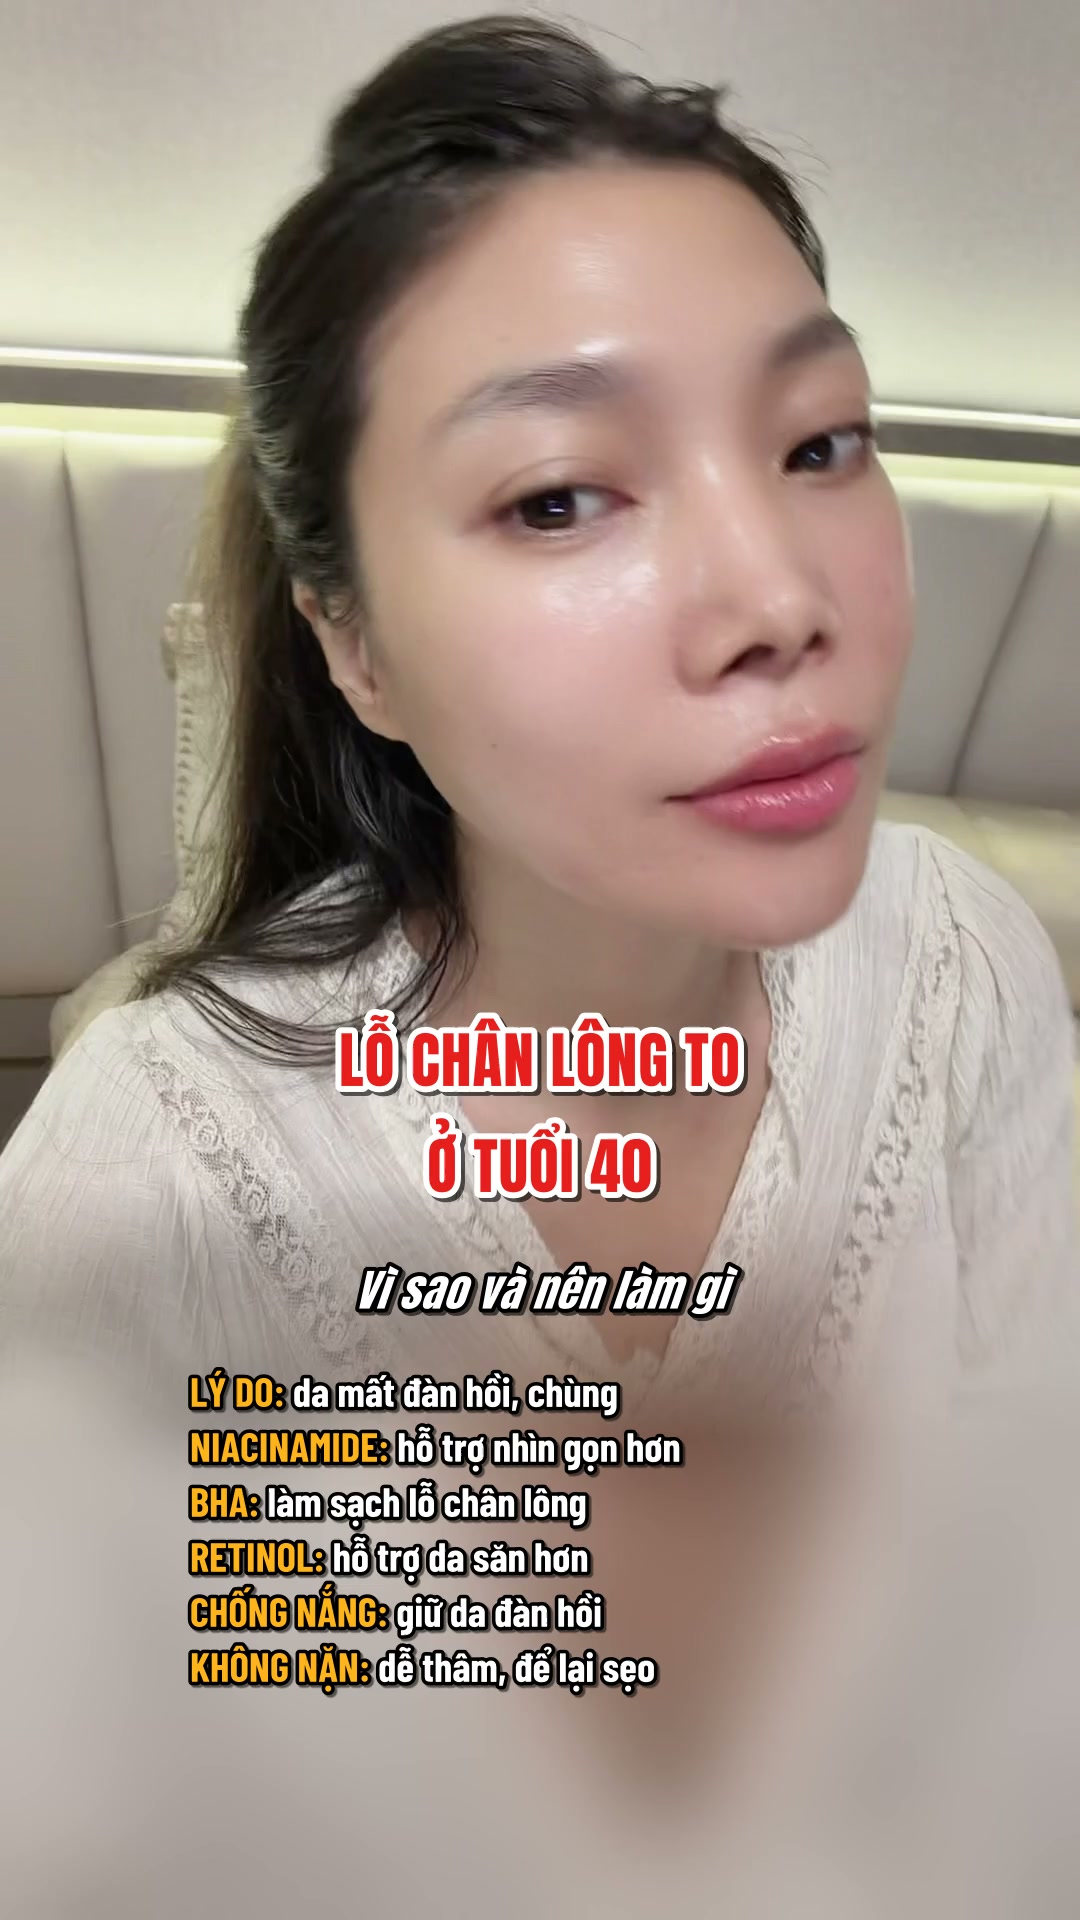 LỖ CHÂN LÔNG TO
Ở TUỔI 40
Vì sao và nên làm gì
LÝ DO: da mất đàn hồi, chùng
NIACINAMIDE: hỗ trợ nhìn gọn hơn
BHA: làm sạch lỗ chân lông
RETINOL: hỗ trợ da săn hơn
CHỐNG NẮNG: giữ da đàn hồi
KHÔNG NẶN: dễ thâm, để lại sẹo